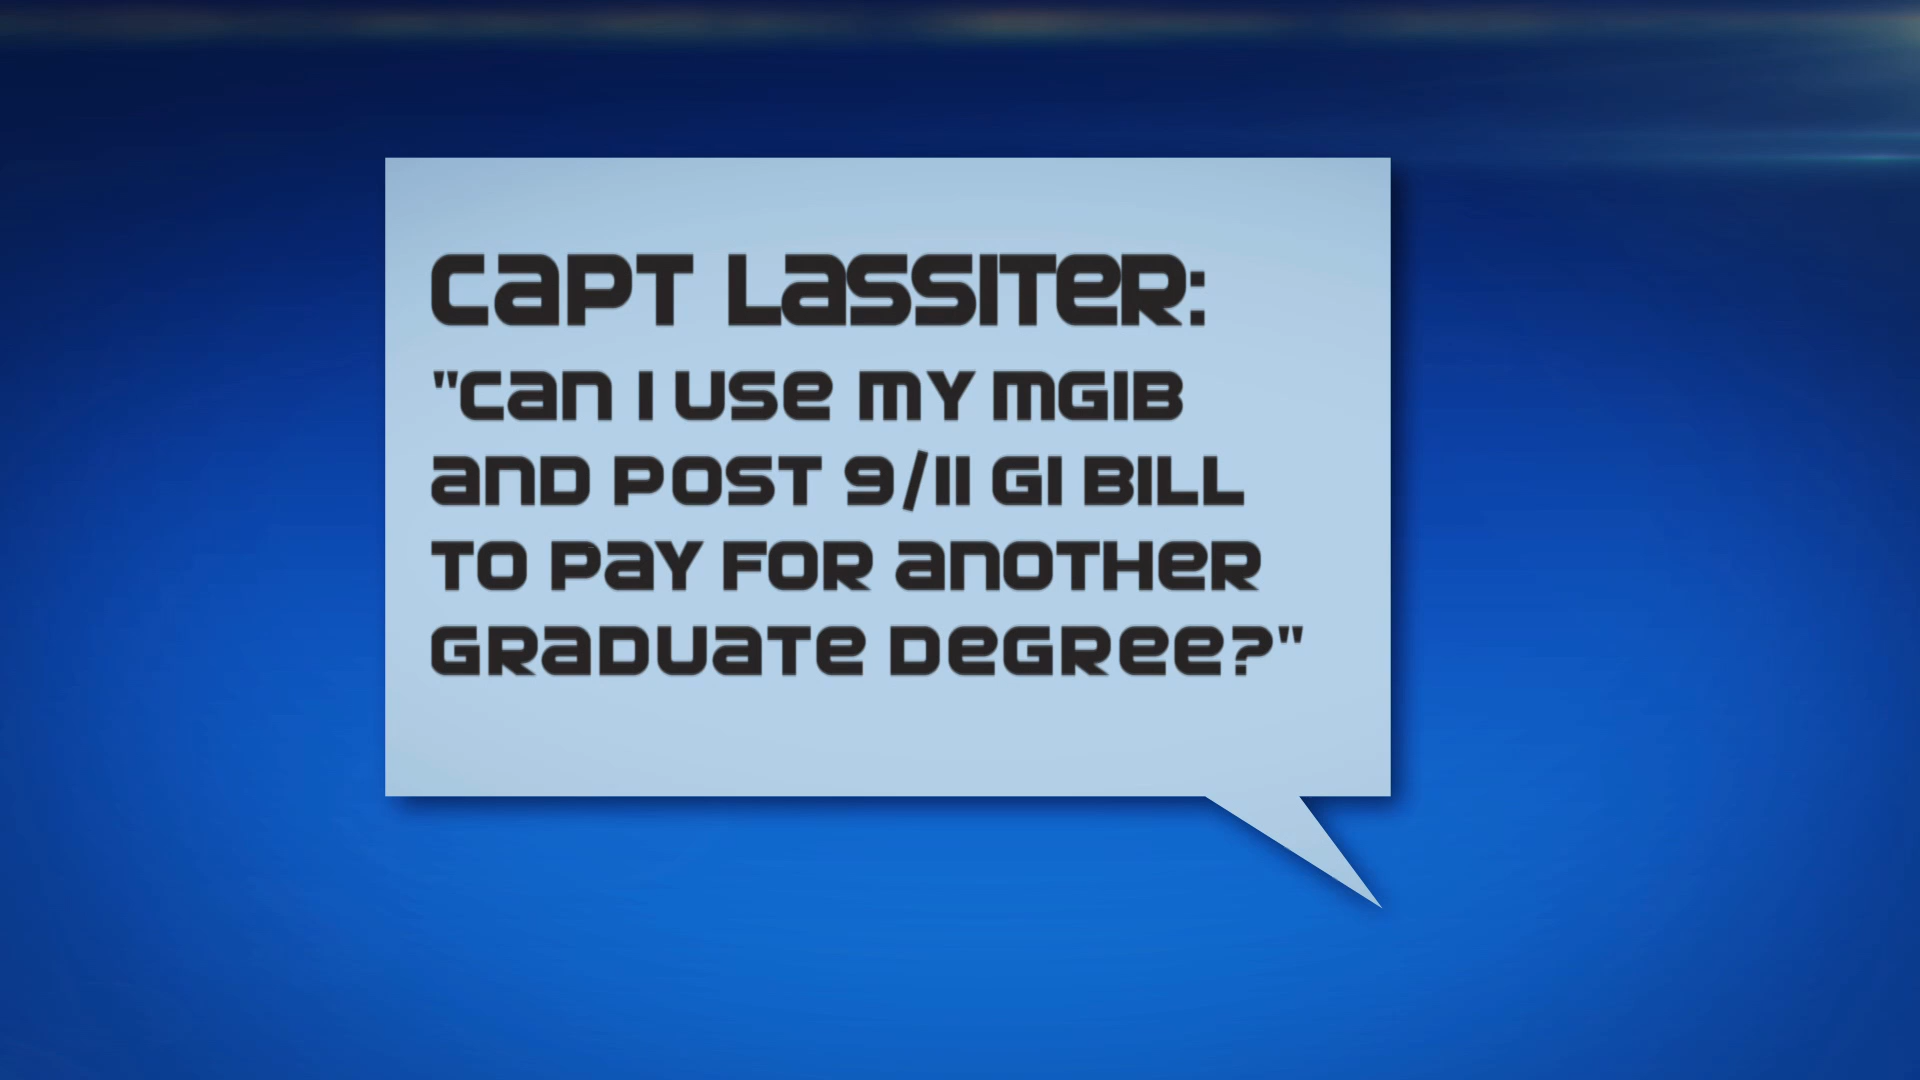 CAPT LASSITER:
"CAN I USE MY MGIB
AND POST 9/11 GI BILL
TO PAY FOR ANOTHER
GRADUATE DEGREE?"